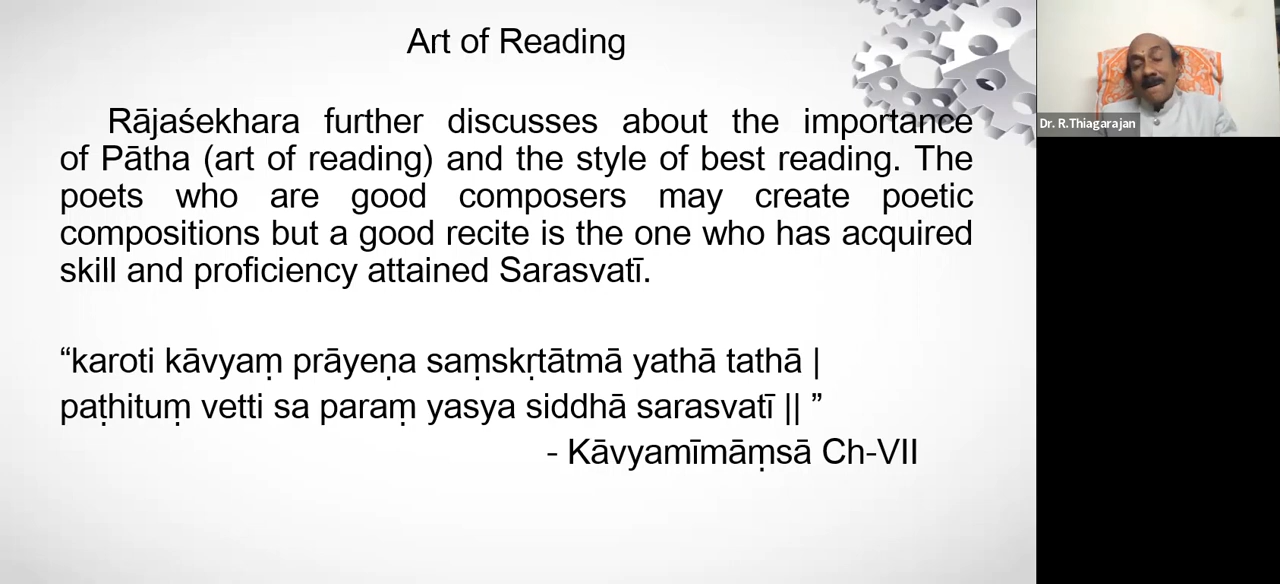 Art of Reading
Rājaśekhara further discusses about the importance
of Pātha (art of reading) and the style of best reading. The
poets who are good composers may create poetic
compositions but a good recite is the one who has acquired
skill and proficiency attained Sarasvatī.
“karoti kāvyaṃ prāyeṇa saṃskṛtātmā yathā tathā |
paṭhituṃ vetti sa paraṃ yasya siddhā sarasvatī || ”
- Kāvyamīmāṃsā Ch-VII
Dr. R.Thiagarajan